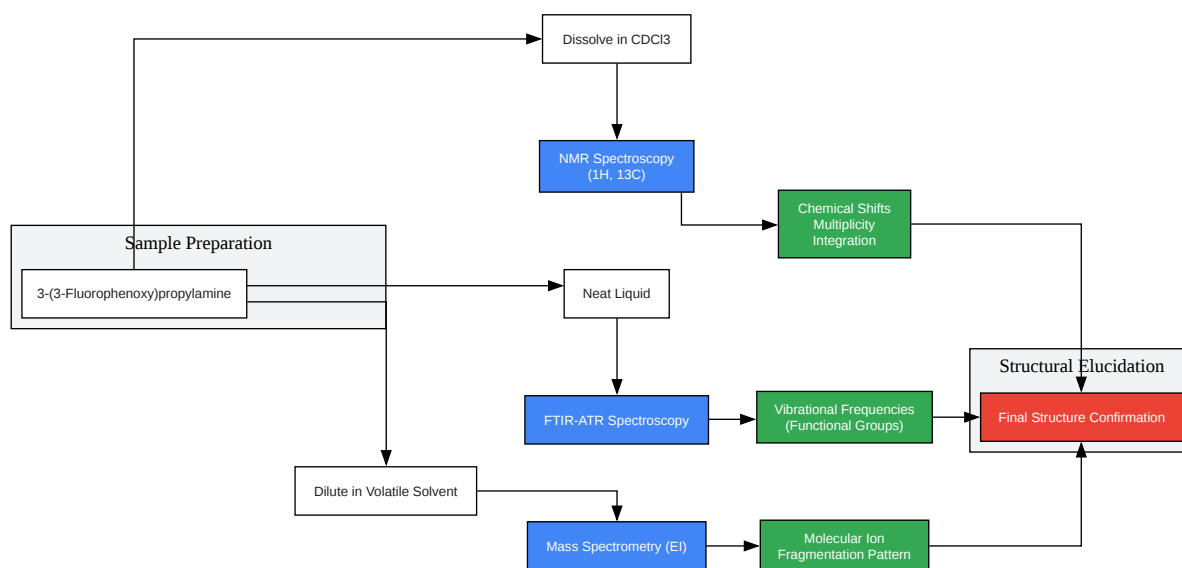 Dissolve in CDCl3
NMR Spectroscopy
(1H, 13C)
Chemical Shifts
Multiplicity
Integration
Sample Preparation
3-(3-Fluorophenoxy)propylamine
Neat Liquid
Structural Elucidation
FTIR-ATR Spectroscopy
Vibrational Frequencies
(Functional Groups)
Final Structure Confirmation
Dilute in Volatile Solvent
Mass Spectrometry (EI)
Molecular Ion
Fragmentation Pattern